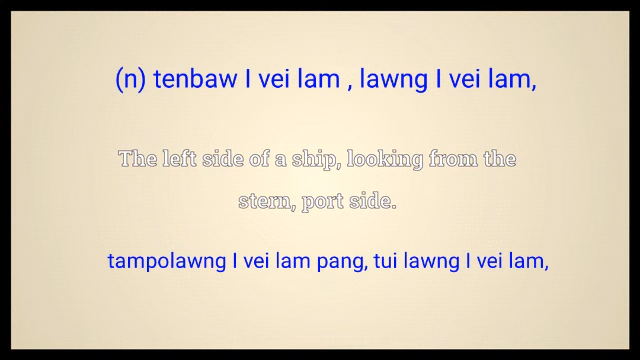 (n) tenbaw I vei lam , lawng I vei lam,
The left side of a ship, looking from the
stern, port side.
tampolawng I vei lam pang, tui lawng I vei lam,